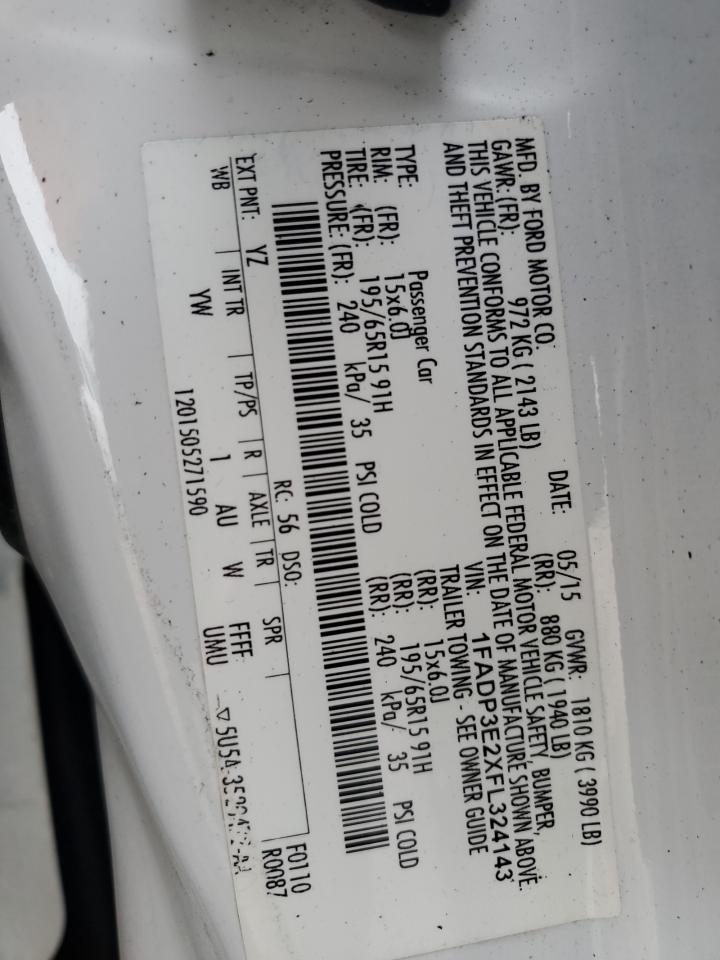 MFD. BY FORD MOTOR CO. DATE: 05/15 GVWR: 1810 KG ( 3990 LB)
GAWR: (FR): 972 KG ( 2143 LB) (RR): 880 KG ( 1940 LB)
THIS VEHICLE CONFORMS TO ALL APPLICABLE FEDERAL MOTOR VEHICLE SAFETY, BUMPER,
AND THEFT PREVENTION STANDARDS IN EFFECT ON THE DATE OF MANUFACTURE SHOWN ABOVE.
VIN: 1FADP3E2XFL324143
TYPE: Passenger Car TRAILER TOWING - SEE OWNER GUIDE
RIM: (FR): 15x6.0J (RR): 15x6.0J
TIRE: (FR): 195/65R15 91H (RR): 195/65R15 91H
PRESSURE: (FR): 240 kPa/ 35 PSI COLD (RR): 240 kPa/ 35 PSI COLD
F0110
EXT PNT: YZ RC: 56 DSO: R0087
WB INT TR TP/PS R AXLE TR SPR
YW 1 AU W FFFF
1201505271590 UMU